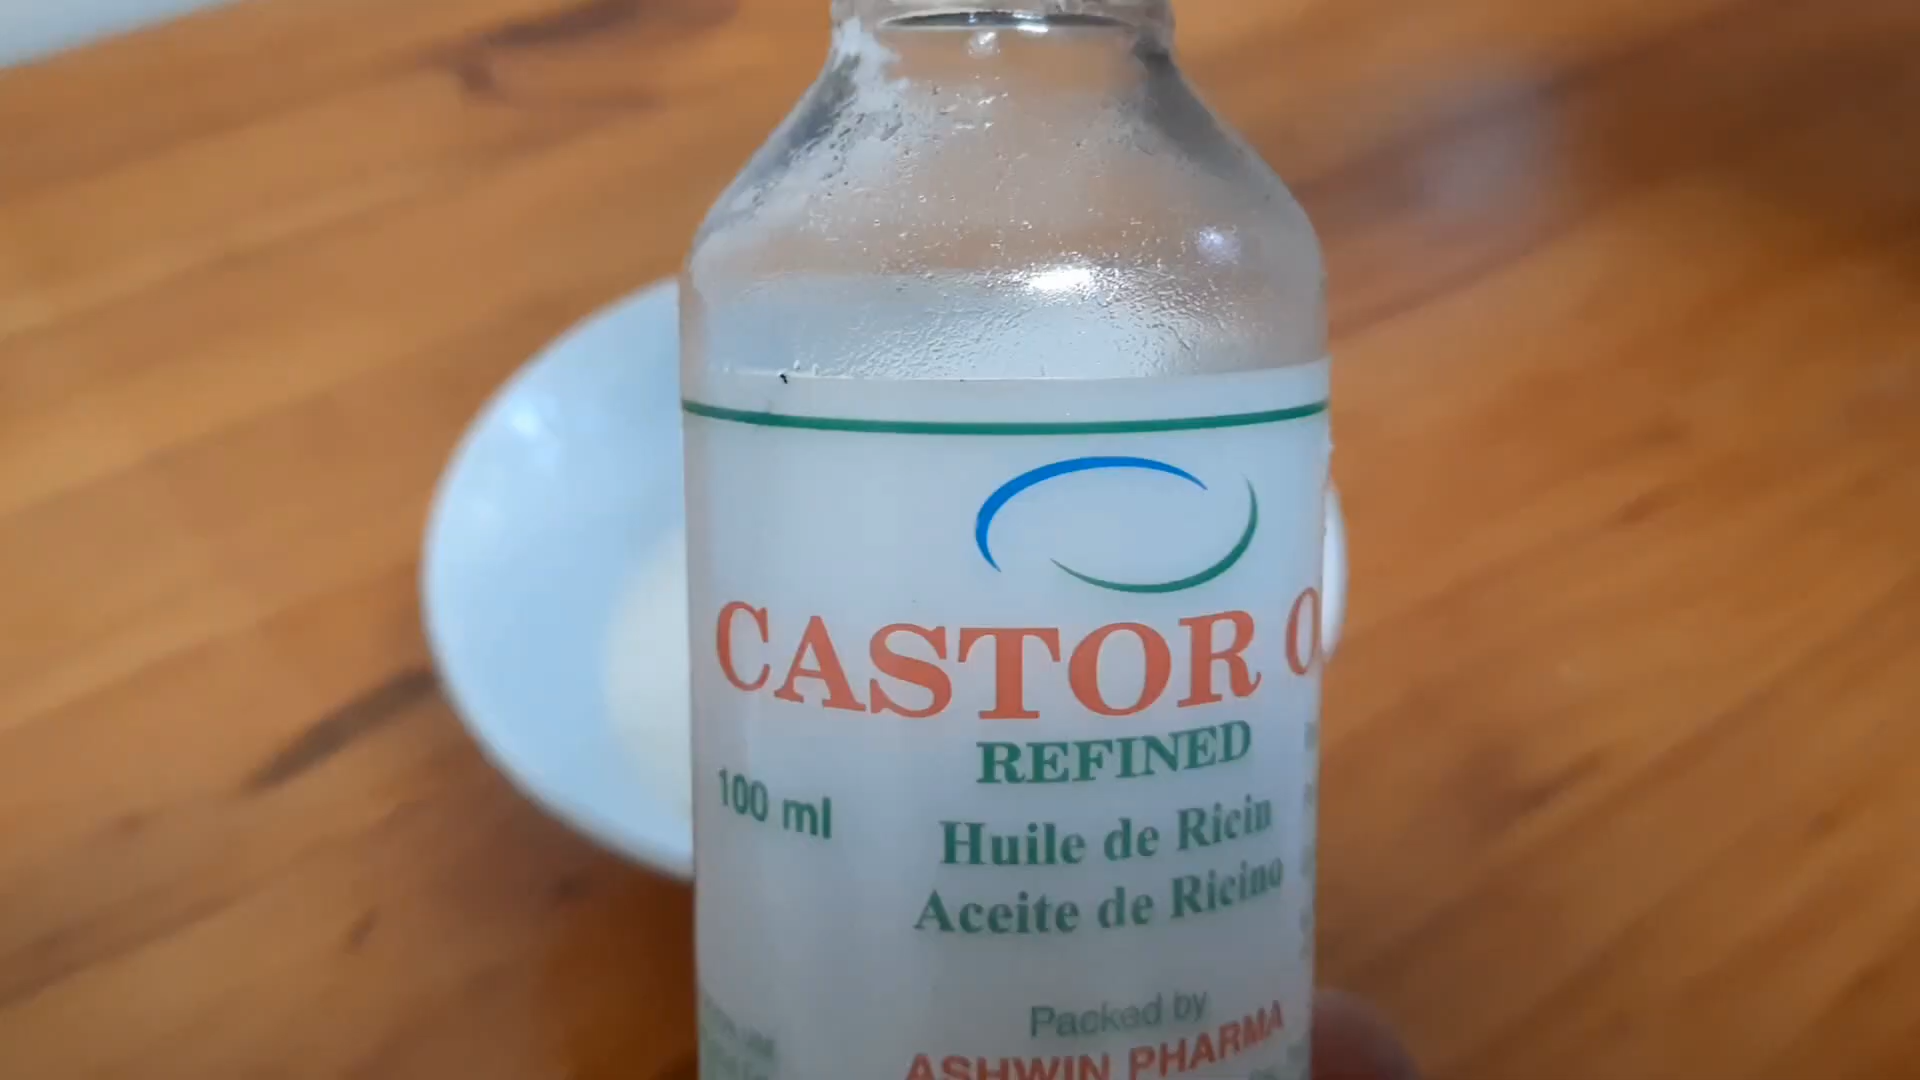 CASTOR O
REFINED
100 ml
Huile de Ricin
Aceite de Ricino
Packed by
ASHWIN PHARMA